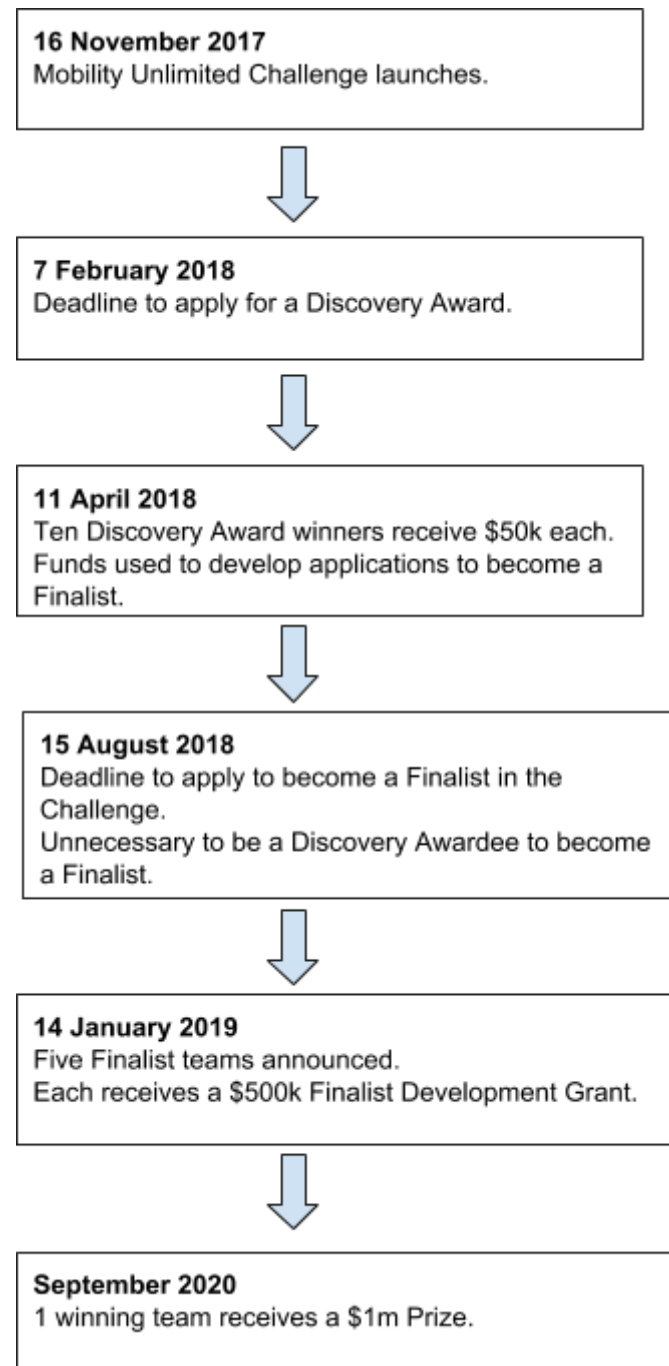 16 November 2017
Mobility Unlimited Challenge launches.
7 February 2018
Deadline to apply for a Discovery Award.
11 April 2018
Ten Discovery Award winners receive $50k each.
Funds used to develop applications to become a
Finalist.
15 August 2018
Deadline to apply to become a Finalist in the
Challenge.
Unnecessary to be a Discovery Awardee to become
a Finalist.
14 January 2019
Five Finalist teams announced.
Each receives a $500k Finalist Development Grant.
September 2020
1 winning team receives a $1m Prize.